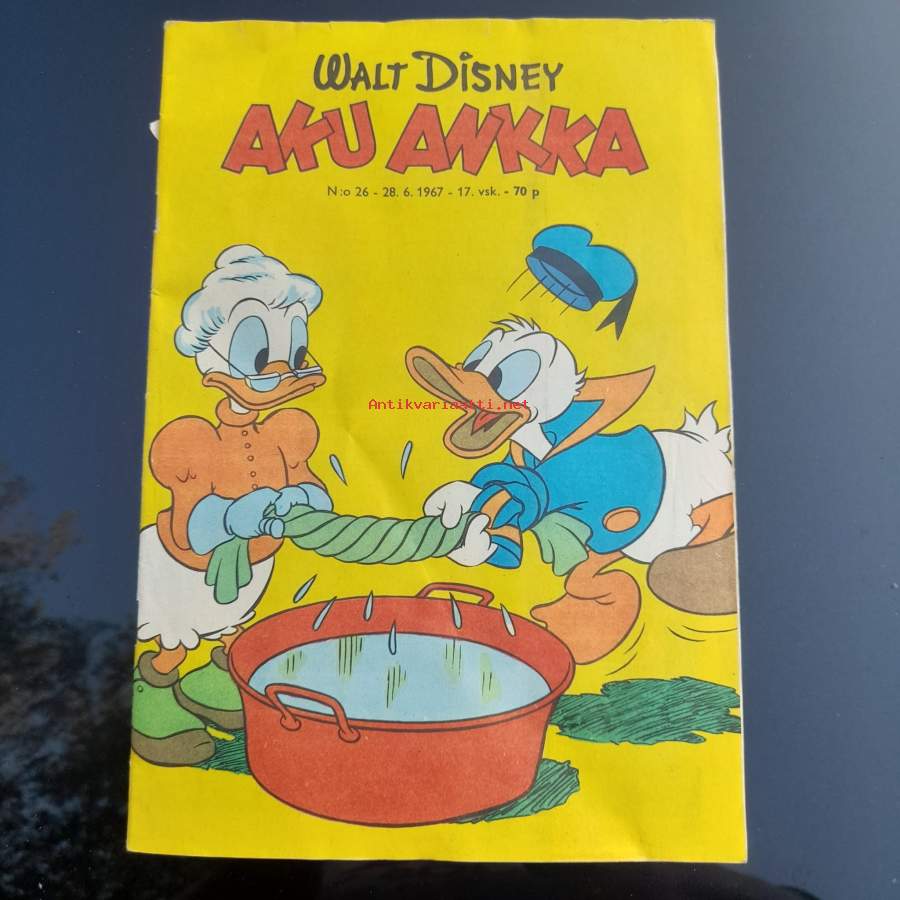 WALT DISNEY
AKU ANKKA
N:o 26 - 28. 6. 1967 - 17. vsk. - 70 p
Antikvariaatti.net